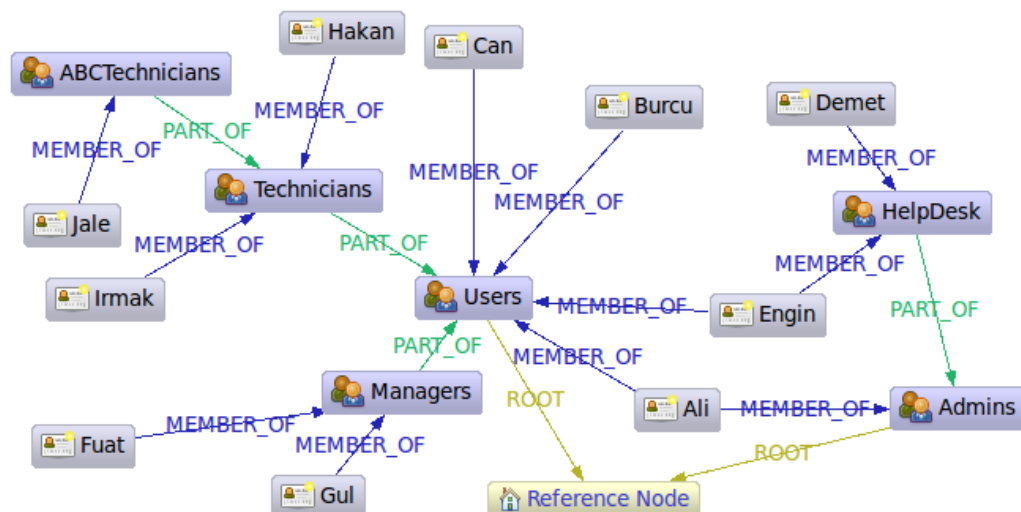 Hakan
Can
ABCTechnicians
Burcu
Demet
MEMBER_OF
PART_OF
MEMBER_OF
MEMBER_OF
MEMBER_OF
Technicians
MEMBER_OF
HelpDesk
Jale
MEMBER_OF
PART_OF
MEMBER_OF
Irmak
Users
MEMBER_OF
Engin
PART_OF
PART_OF
MEMBER_OF
Managers
ROOT
Ali
MEMBER_OF
Admins
Fuat
MEMBER_OF
MEMBER_OF
ROOT
Gul
Reference Node